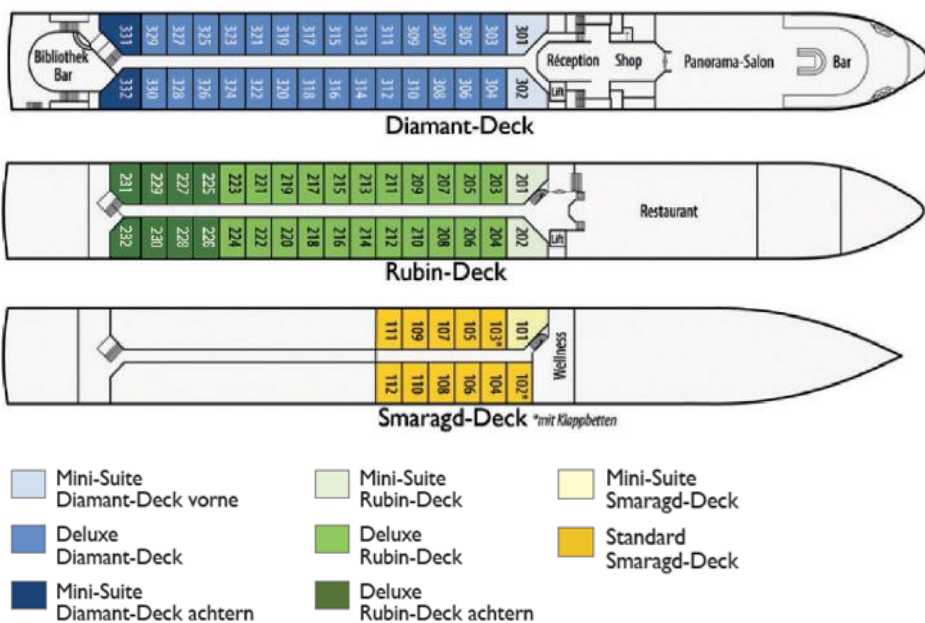 331 329 327 325 323 321 319 317 315 313 311 309 307 305 303 301
Bibliothek
Bar
Réception Shop Panorama-Salon Bar
332 330 328 326 324 322 320 318 316 314 312 310 308 306 304 302
Lift
Diamant-Deck
231 229 227 225 223 221 219 217 215 213 211 209 207 205 203 201
Restaurant
232 230 228 226 224 222 220 218 216 214 212 210 208 206 204 202
Lift
Rubin-Deck
111 109 107 105 103* 101
Wellness
112 110 108 106 104 102*
Smaragd-Deck *mit Klappbetten
Mini-Suite
Diamant-Deck vorne
Deluxe
Diamant-Deck
Mini-Suite
Diamant-Deck achtern
Mini-Suite
Rubin-Deck
Deluxe
Rubin-Deck
Deluxe
Rubin-Deck achtern
Mini-Suite
Smaragd-Deck
Standard
Smaragd-Deck